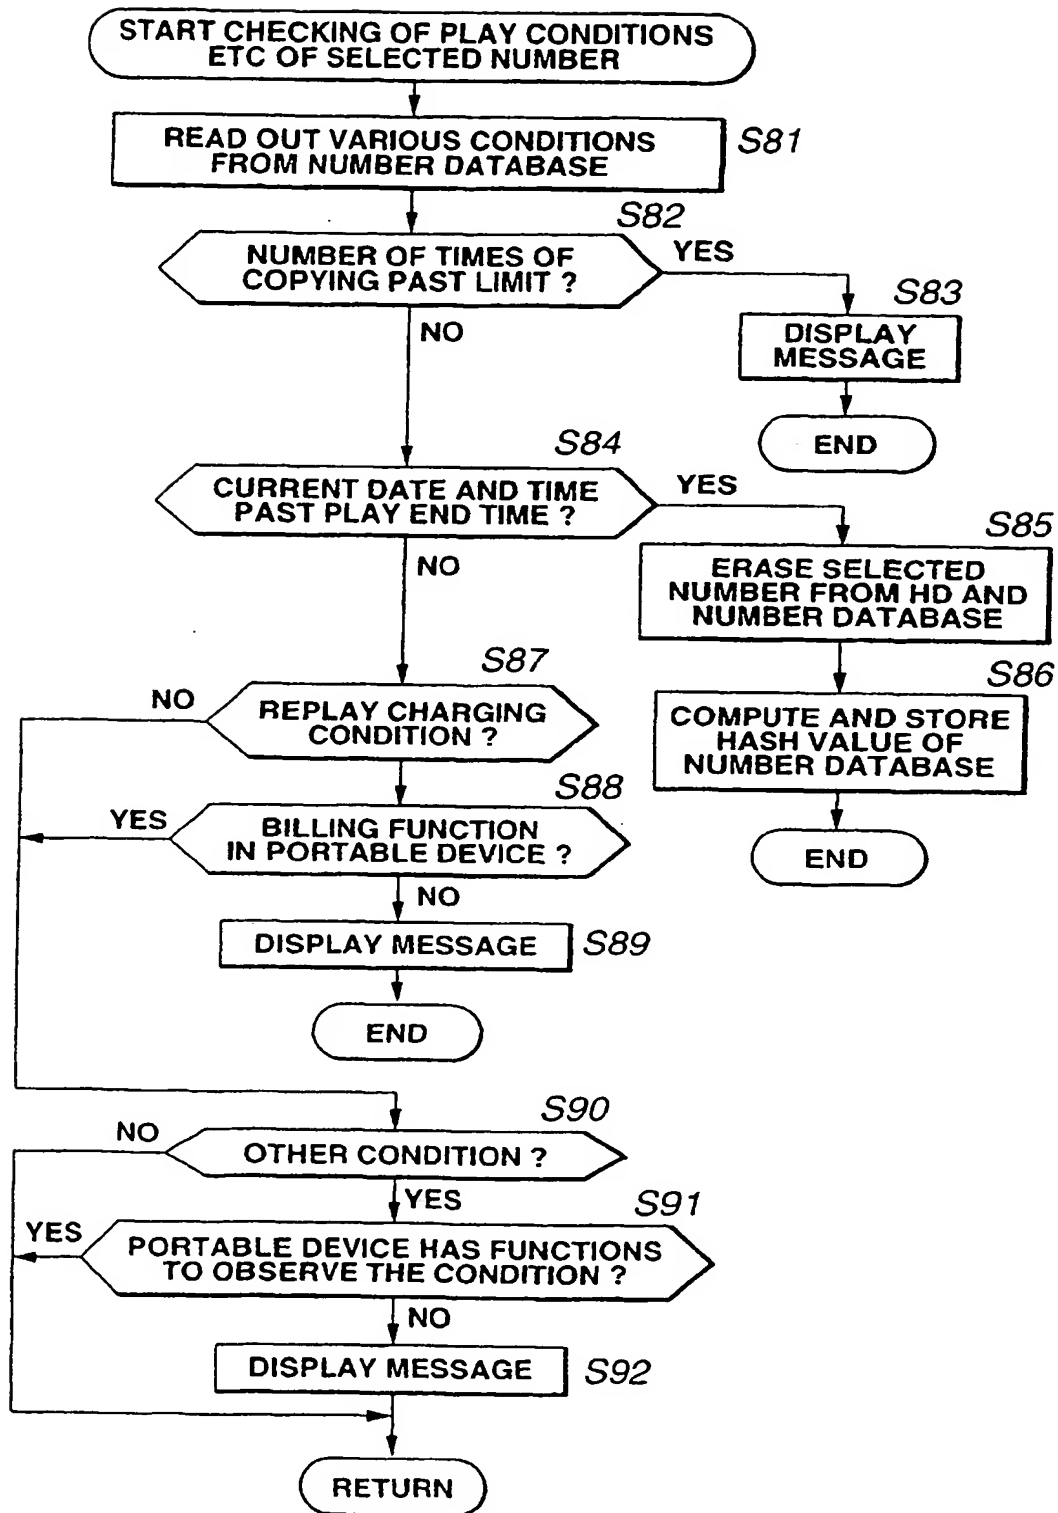 START CHECKING OF PLAY CONDITIONS
ETC OF SELECTED NUMBER
READ OUT VARIOUS CONDITIONS
FROM NUMBER DATABASE
S81
S82
NUMBER OF TIMES OF
COPYING PAST LIMIT ?
YES
NO
S83
DISPLAY
MESSAGE
END
S84
CURRENT DATE AND TIME
PAST PLAY END TIME ?
YES
NO
S85
ERASE SELECTED
NUMBER FROM HD AND
NUMBER DATABASE
S86
COMPUTE AND STORE
HASH VALUE OF
NUMBER DATABASE
END
S87
NO
REPLAY CHARGING
CONDITION ?
S88
YES
BILLING FUNCTION
IN PORTABLE DEVICE ?
NO
DISPLAY MESSAGE
S89
END
S90
NO
OTHER CONDITION ?
YES
S91
YES
PORTABLE DEVICE HAS FUNCTIONS
TO OBSERVE THE CONDITION ?
NO
DISPLAY MESSAGE
S92
RETURN